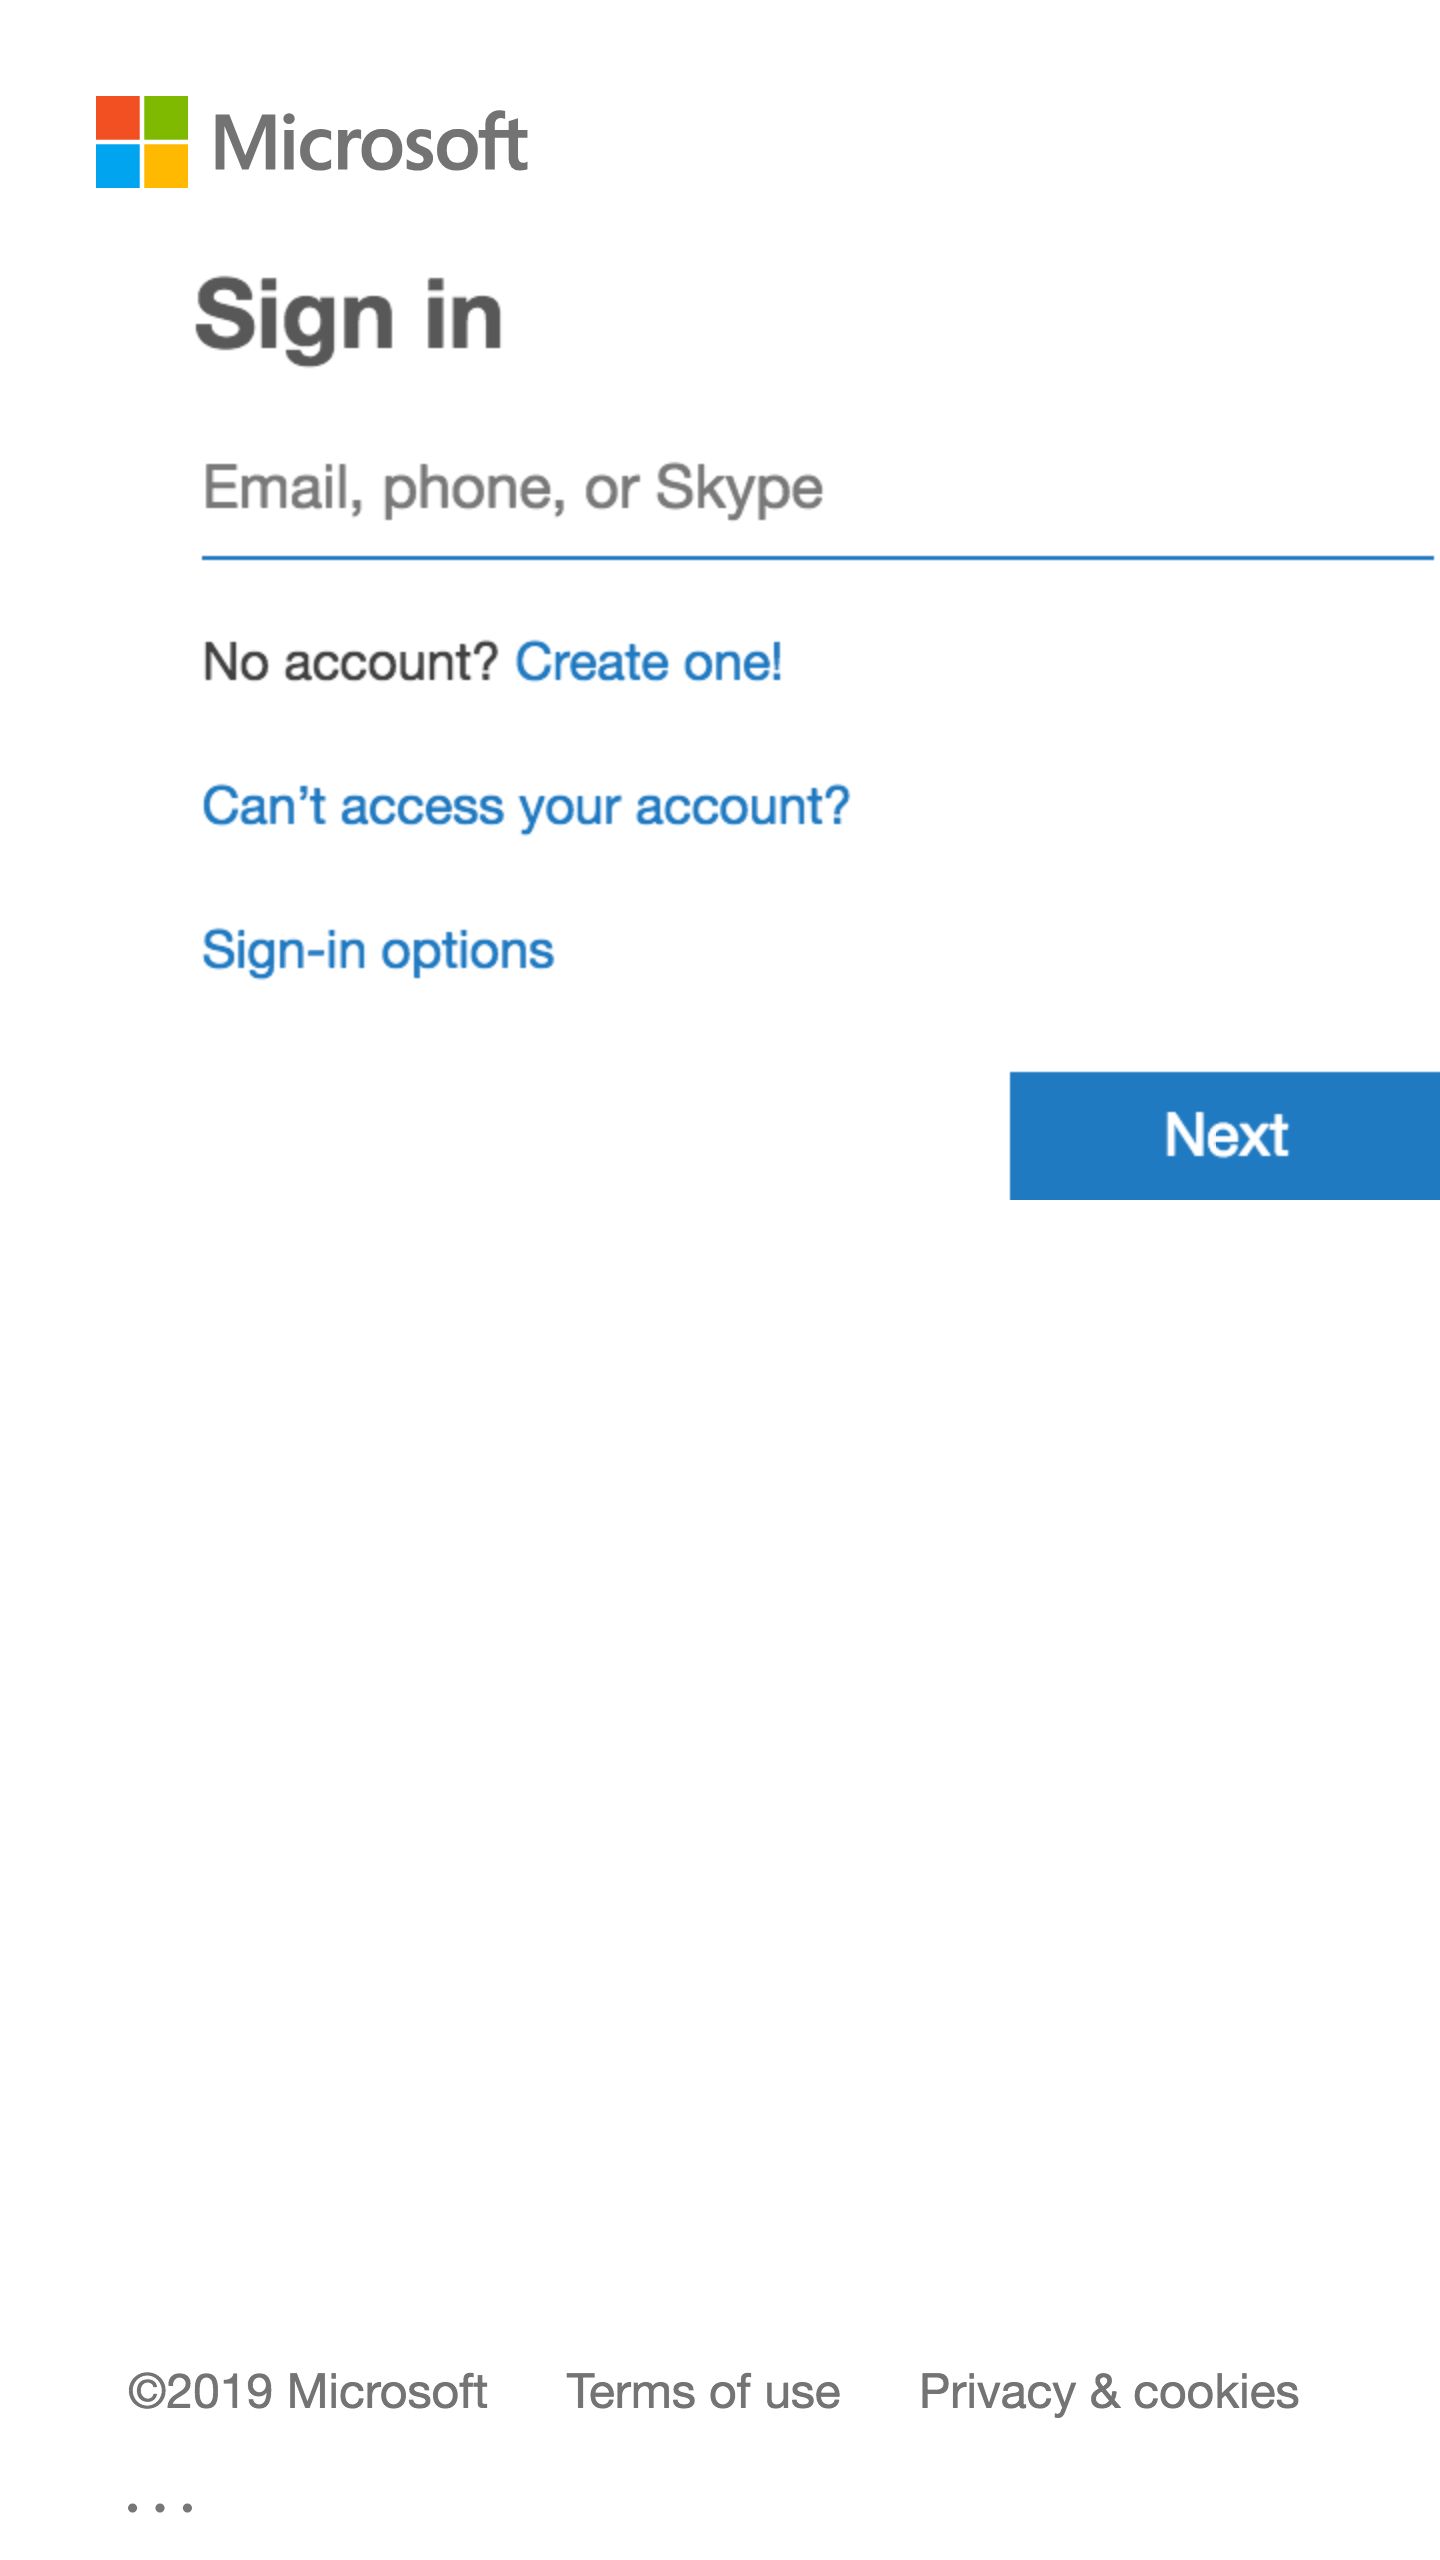 Microsoft
Sign in
Email, phone, or Skype
No account? Create one!
Can’t access your account?
Sign-in options
Next
©2019 Microsoft Terms of use Privacy & cookies
...